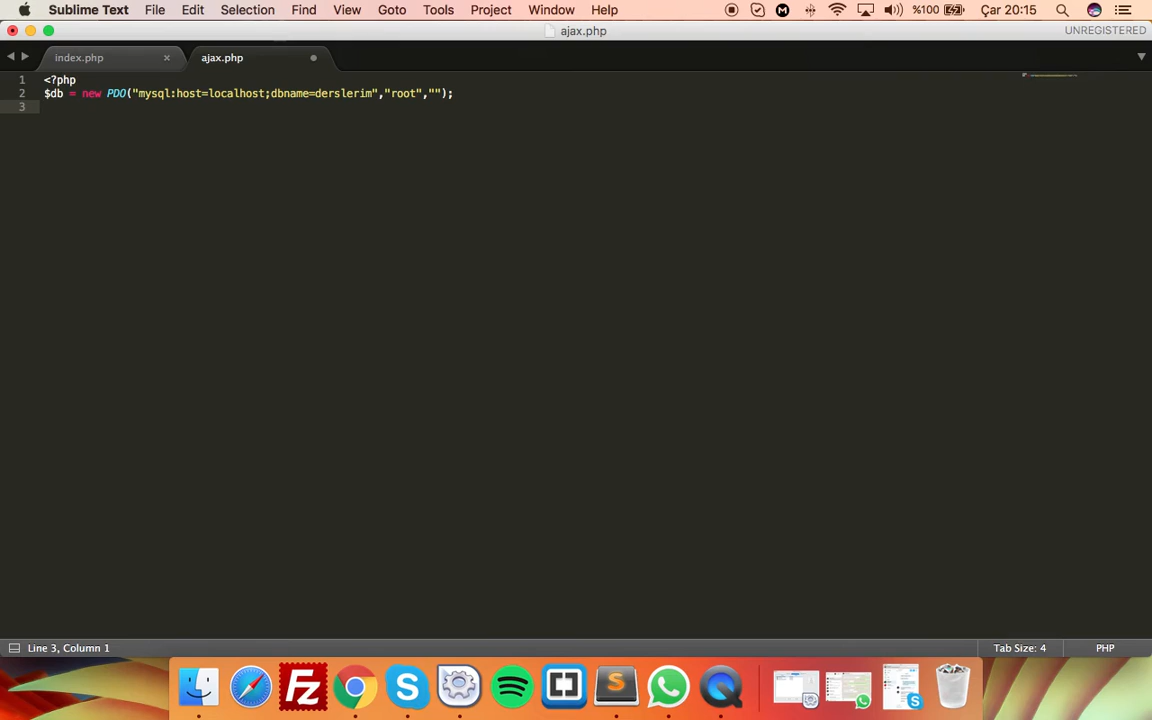 Sublime Text File Edit Selection Find View Goto Tools Project Window Help %100 Çar 20:15
ajax.php UNREGISTERED
index.php × ajax.php
1 <?php
2 $db = new PDO("mysql:host=localhost;dbname=derslerim","root","");
3
Line 3, Column 1 Tab Size: 4 PHP